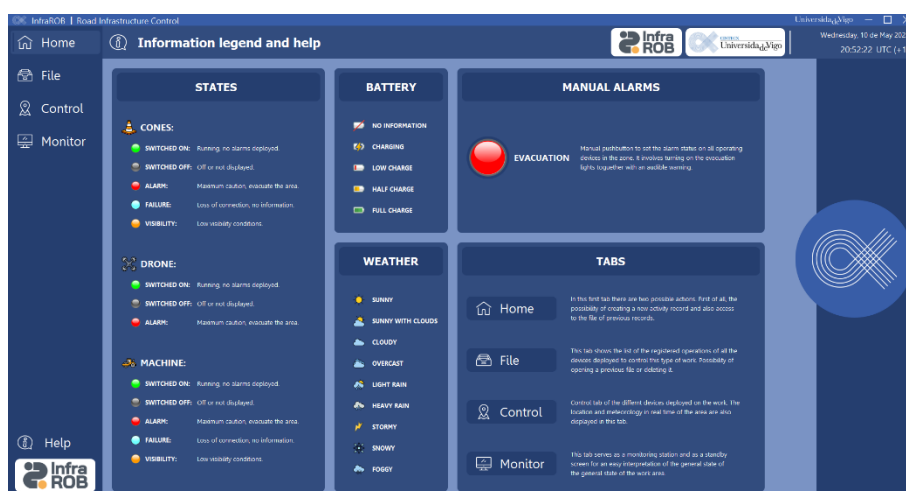 InfraROB | Road Infrastructure Control
UniversidadeVigo
Home
Information legend and help
Infra
ROB
UniversidadeVigo
Wednesday, 10 de May 202
20:52:22 UTC (+1
File
Control
Monitor
Help
Infra
ROB
STATES
CONES:
SWITCHED ON: Running, no alarms deployed.
SWITCHED OFF: Off or not displayed.
ALARM: Maximum caution, evacuate the area.
FAILURE: Loss of connection, no information.
VISIBILITY: Low visibility conditions.
DRONE:
SWITCHED ON: Running, no alarms deployed.
SWITCHED OFF: Off or not displayed.
ALARM: Maximum caution, evacuate the area.
MACHINE:
SWITCHED ON: Running, no alarms deployed.
SWITCHED OFF: Off or not displayed.
ALARM: Maximum caution, evacuate the area.
FAILURE: Loss of connection, no information.
VISIBILITY: Low visibility conditions.
BATTERY
NO INFORMATION
CHARGING
LOW CHARGE
HALF CHARGE
FULL CHARGE
WEATHER
SUNNY
SUNNY WITH CLOUDS
CLOUDY
OVERCAST
LIGHT RAIN
HEAVY RAIN
STORMY
SNOWY
FOGGY
MANUAL ALARMS
EVACUATION
Manual pushbutton to set the alarm status on all operating
devices in the zone. It involves turning on the evacuation
lights toguether with an audible warning.
TABS
Home
In this first tab there are two possible actions. First of all, the
possibility of creating a new activity record and also access
to the file of previous records.
File
This tab shows the list of the registered operations of all the
devices deployed to control this type of work. Possibility of
opening a previous file or deleting it.
Control
Control tab of the differnt devices deployed on the work. The
location and meteorology in real time of the area are also
displayed in this tab.
Monitor
This tab serves as a monitoring station and as a standby
screen for an easy interpretation of the general state of
the general state of the work area.